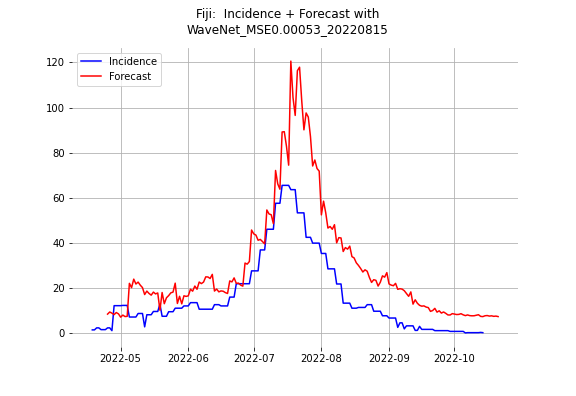 Fiji:  Incidence + Forecast with
WaveNet_MSE0.00053_20220815
Incidence
Forecast
120
100
80
60
40
20
0
2022-05 2022-06 2022-07 2022-08 2022-09 2022-10